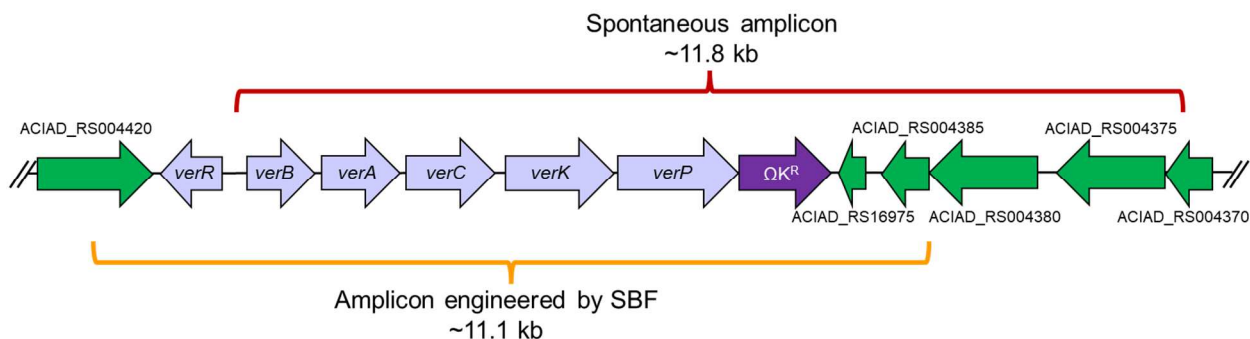 Spontaneous amplicon
~11.8 kb
ACIAD_RS004420
ACIAD_RS004385
ACIAD_RS004375
verR
verB
verA
verC
verK
verP
ΩKᴿ
ACIAD_RS16975
ACIAD_RS004380
ACIAD_RS004370
Amplicon engineered by SBF
~11.1 kb